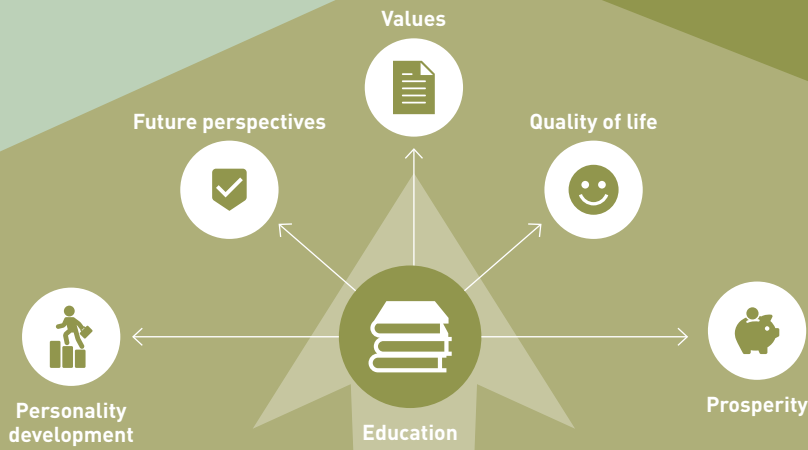 Values
Future perspectives
Quality of life
Personality
development
Education
Prosperity